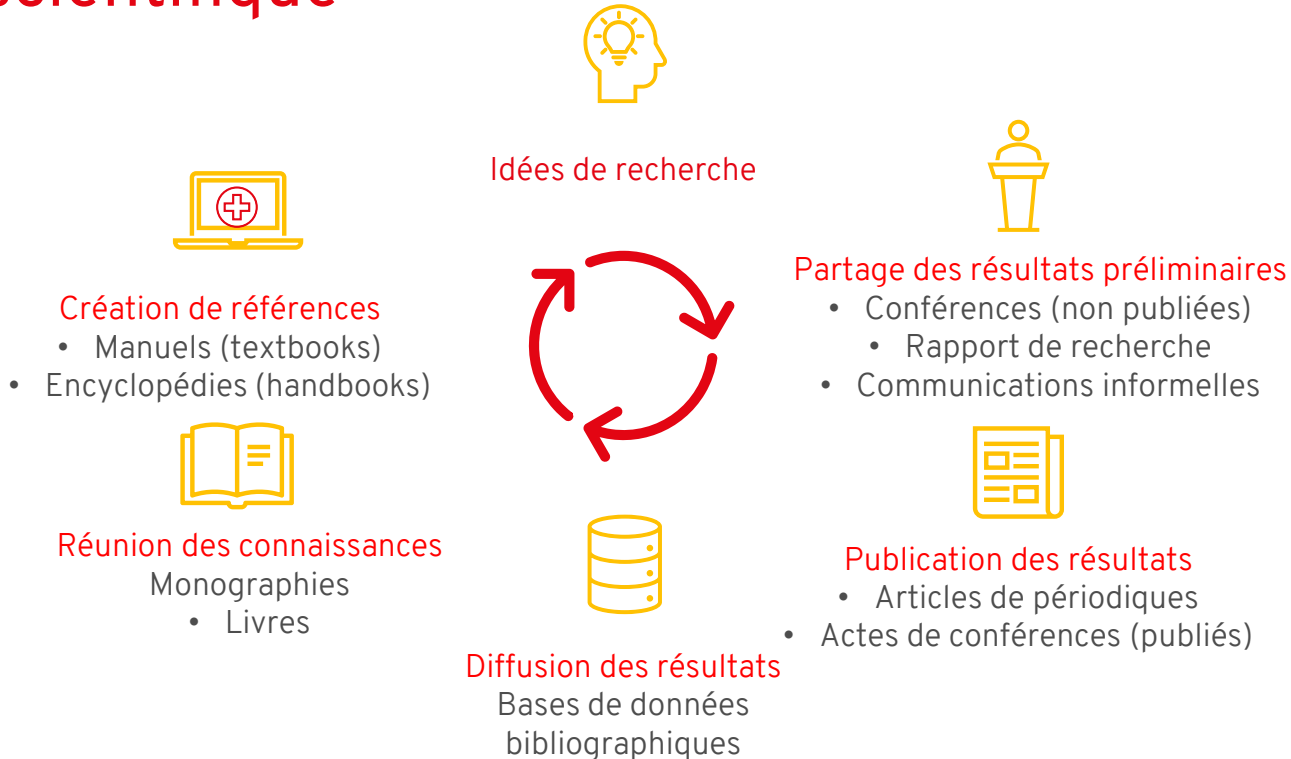 Idées de recherche
Partage des résultats préliminaires
• Conférences (non publiées)
• Rapport de recherche
• Communications informelles
Publication des résultats
• Articles de périodiques
• Actes de conférences (publiés)
Diffusion des résultats
Bases de données
bibliographiques
Réunion des connaissances
Monographies
• Livres
Création de références
• Manuels (textbooks)
• Encyclopédies (handbooks)